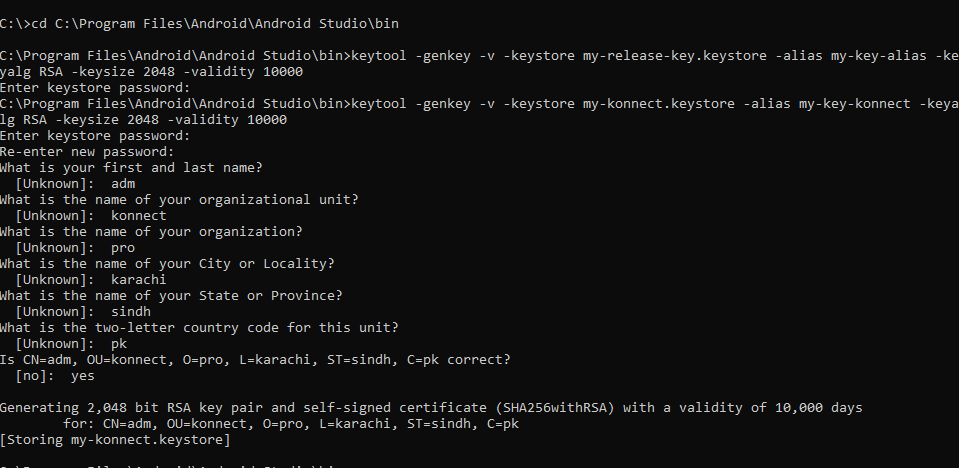 C:\>cd C:\Program Files\Android\Android Studio\bin
C:\Program Files\Android\Android Studio\bin>keytool -genkey -v -keystore my-release-key.keystore -alias my-key-alias -ke
yalg RSA -keysize 2048 -validity 10000
Enter keystore password:
C:\Program Files\Android\Android Studio\bin>keytool -genkey -v -keystore my-konnect.keystore -alias my-key-konnect -keya
lg RSA -keysize 2048 -validity 10000
Enter keystore password:
Re-enter new password:
What is your first and last name?
  [Unknown]:  adm
What is the name of your organizational unit?
  [Unknown]:  konnect
What is the name of your organization?
  [Unknown]:  pro
What is the name of your City or Locality?
  [Unknown]:  karachi
What is the name of your State or Province?
  [Unknown]:  sindh
What is the two-letter country code for this unit?
  [Unknown]:  pk
Is CN=adm, OU=konnect, O=pro, L=karachi, ST=sindh, C=pk correct?
  [no]:  yes
Generating 2,048 bit RSA key pair and self-signed certificate (SHA256withRSA) with a validity of 10,000 days
        for: CN=adm, OU=konnect, O=pro, L=karachi, ST=sindh, C=pk
[Storing my-konnect.keystore]